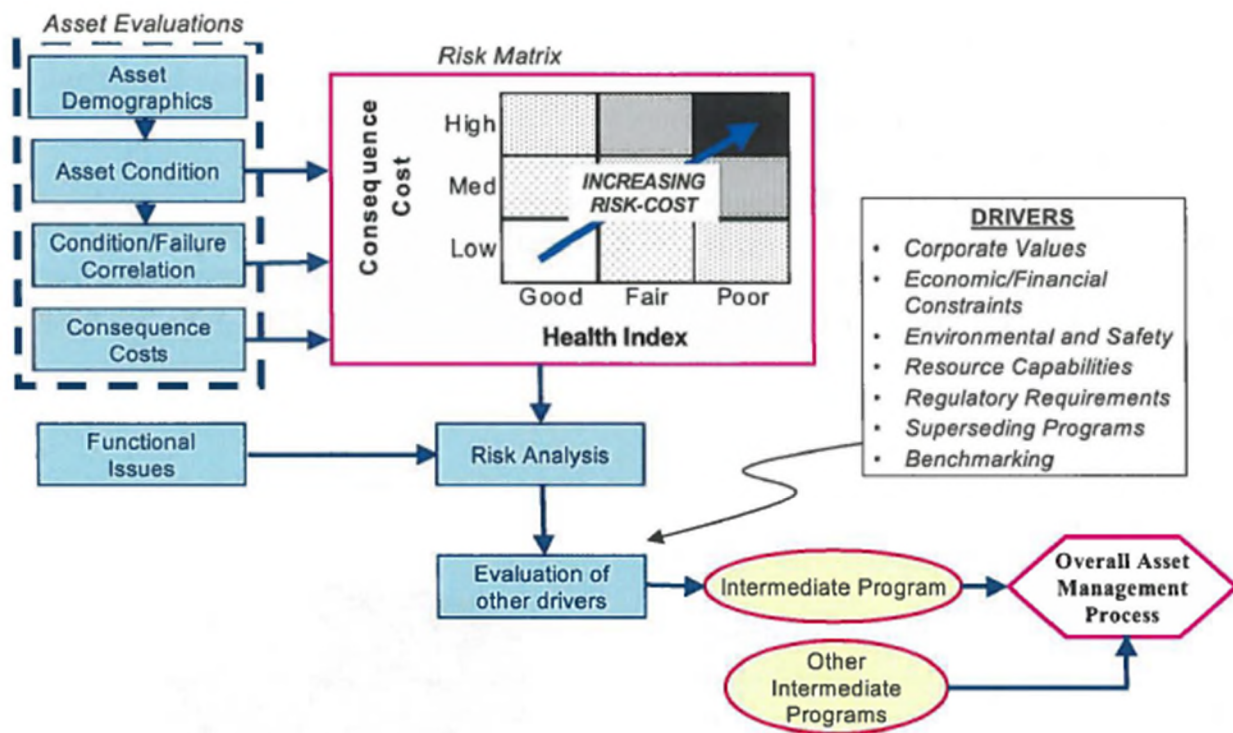 Asset Evaluations
Asset
Demographics
Asset Condition
Condition/Failure
Correlation
Consequence
Costs
Risk Matrix
Consequence
Cost
High
Med
Low
INCREASING
RISK-COST
Good
Fair
Poor
Health Index
Functional
Issues
Risk Analysis
Evaluation of
other drivers
DRIVERS
• Corporate Values
• Economic/Financial
Constraints
• Environmental and Safety
• Resource Capabilities
• Regulatory Requirements
• Superseding Programs
• Benchmarking
Intermediate Program
Other
Intermediate
Programs
Overall Asset
Management
Process